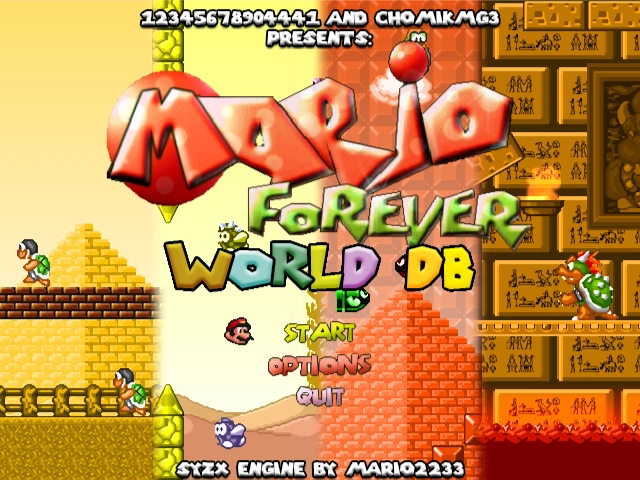 12345678904441 AND CHOMIKMG3
PRESENTS:
MARIO
FOREVER
WORLD DB
START
OPTIONS
QUIT
SYZX ENGINE BY MARIO2233